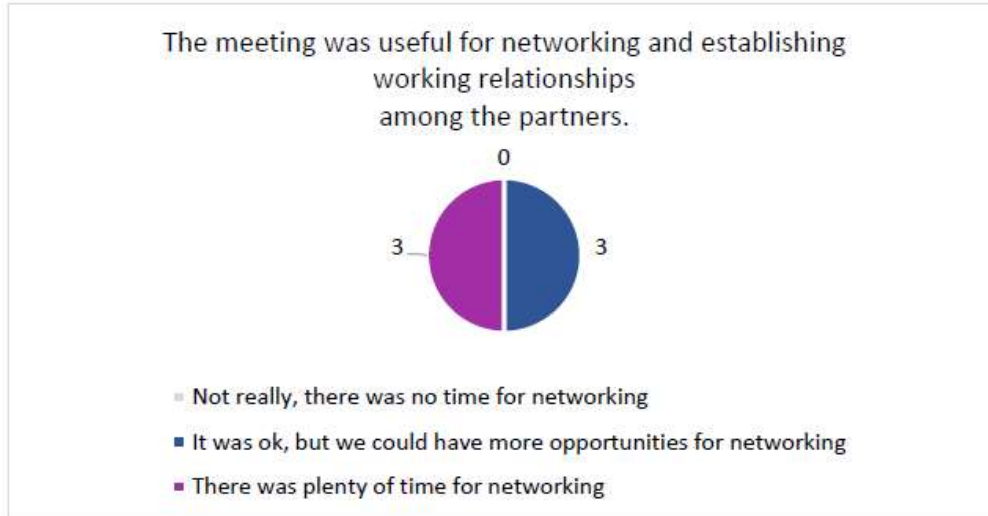 The meeting was useful for networking and establishing
working relationships
among the partners.
0
3
3
Not really, there was no time for networking
It was ok, but we could have more opportunities for networking
There was plenty of time for networking